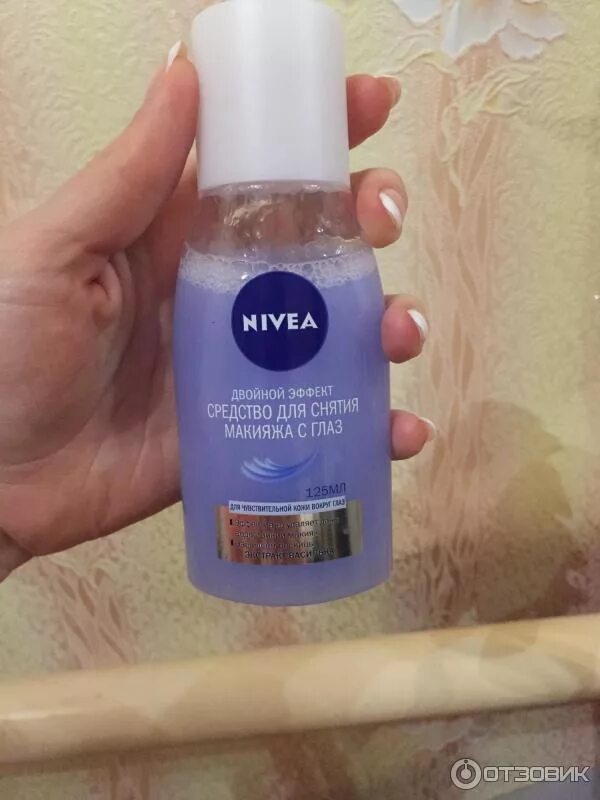 NIVEA
ДВОЙНОЙ ЭФФЕКТ
СРЕДСТВО ДЛЯ СНЯТИЯ
МАКИЯЖА С ГЛАЗ
125МЛ
ДЛЯ ЧУВСТВИТЕЛЬНОЙ КОЖИ ВОКРУГ ГЛАЗ
ЭКСТРАКТ ВАСИЛЬКА
ОТЗОВИК